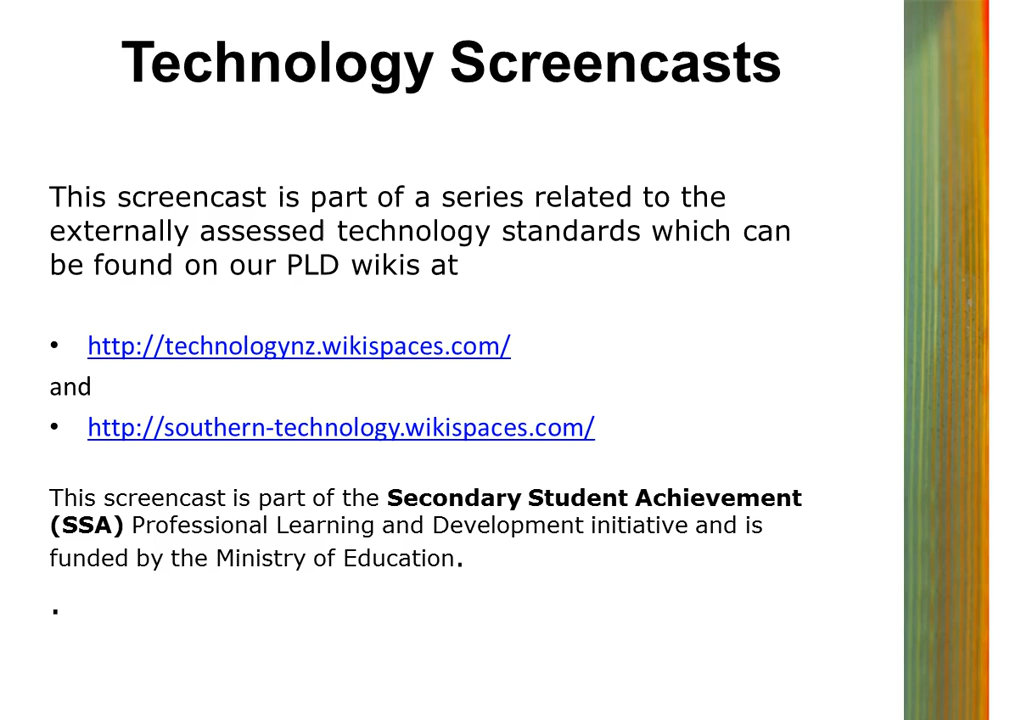 Technology Screencasts
This screencast is part of a series related to the
externally assessed technology standards which can
be found on our PLD wikis at
• http://technologynz.wikispaces.com/
and
• http://southern-technology.wikispaces.com/
This screencast is part of the Secondary Student Achievement
(SSA) Professional Learning and Development initiative and is
funded by the Ministry of Education.
.